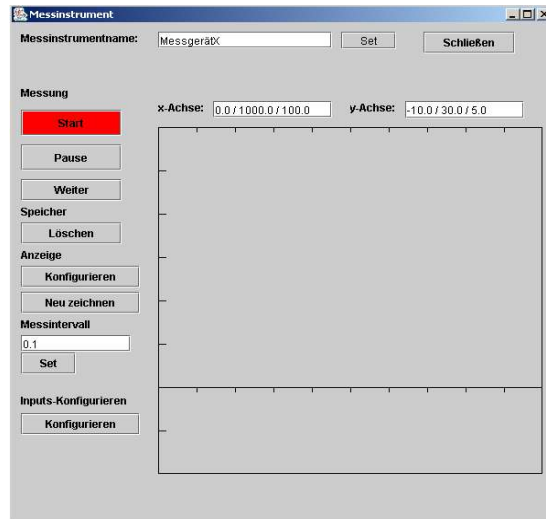 Messinstrument
Messinstrumentname: MessgerätX Set Schließen
Messung
x-Achse: 0.0 / 1000.0 / 100.0 y-Achse: -10.0 / 30.0 / 5.0
Start
Pause
Weiter
Speicher
Löschen
Anzeige
Konfigurieren
Neu zeichnen
Messintervall
0.1
Set
Inputs-Konfigurieren
Konfigurieren